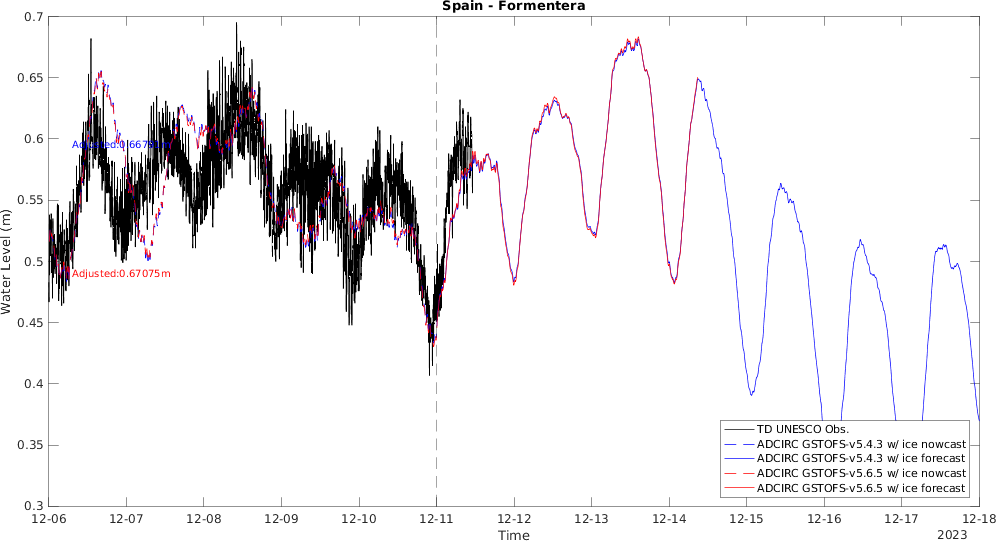 Spain - Formentera
0.7
0.65
0.6
0.55
0.5
0.45
0.4
0.35
0.3
Water Level (m)
Adjusted:0.667
Adjusted:0.67075m
TD UNESCO Obs.
ADCIRC GSTOFS-v5.4.3 w/ ice nowcast
ADCIRC GSTOFS-v5.4.3 w/ ice forecast
ADCIRC GSTOFS-v5.6.5 w/ ice nowcast
ADCIRC GSTOFS-v5.6.5 w/ ice forecast
12-06 12-07 12-08 12-09 12-10 12-11 12-12 12-13 12-14 12-15 12-16 12-17 12-18
Time
2023